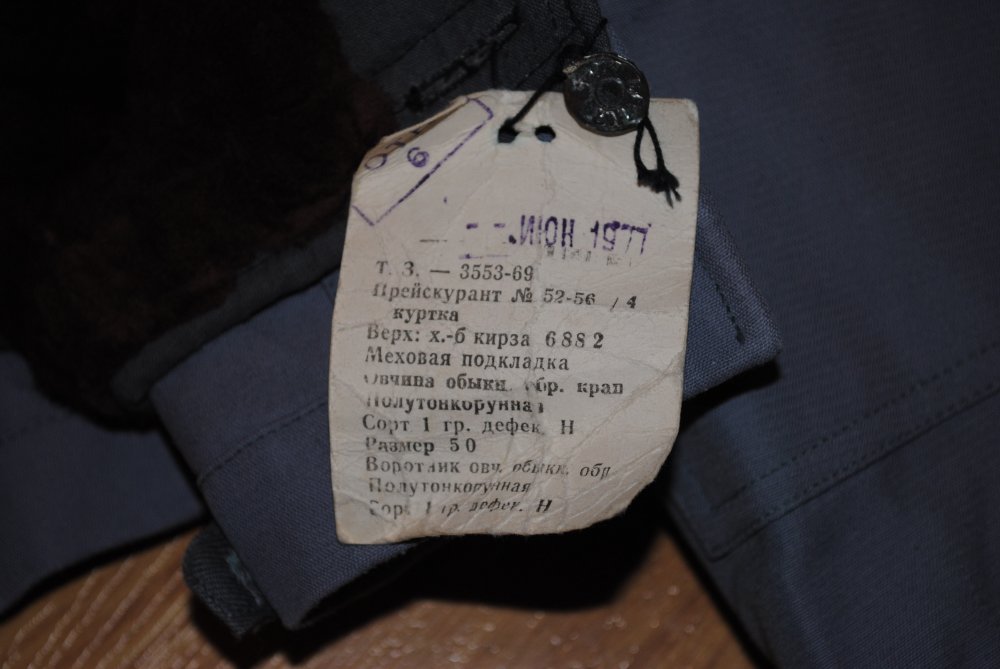 6
ИЮН 1977
Т. З. — 3553-69
Прейскурант № 52-56 / 4
куртка
Верх: х.-б кирза 6882
Меховая подкладка
Овчина обыкн. обр. крап
Полутонкорунная
Сорт 1 гр. дефек. Н
Размер 50
Воротник овч. обыкн. обр
Полутонкорунная
Сорт 1 гр. дефек. Н